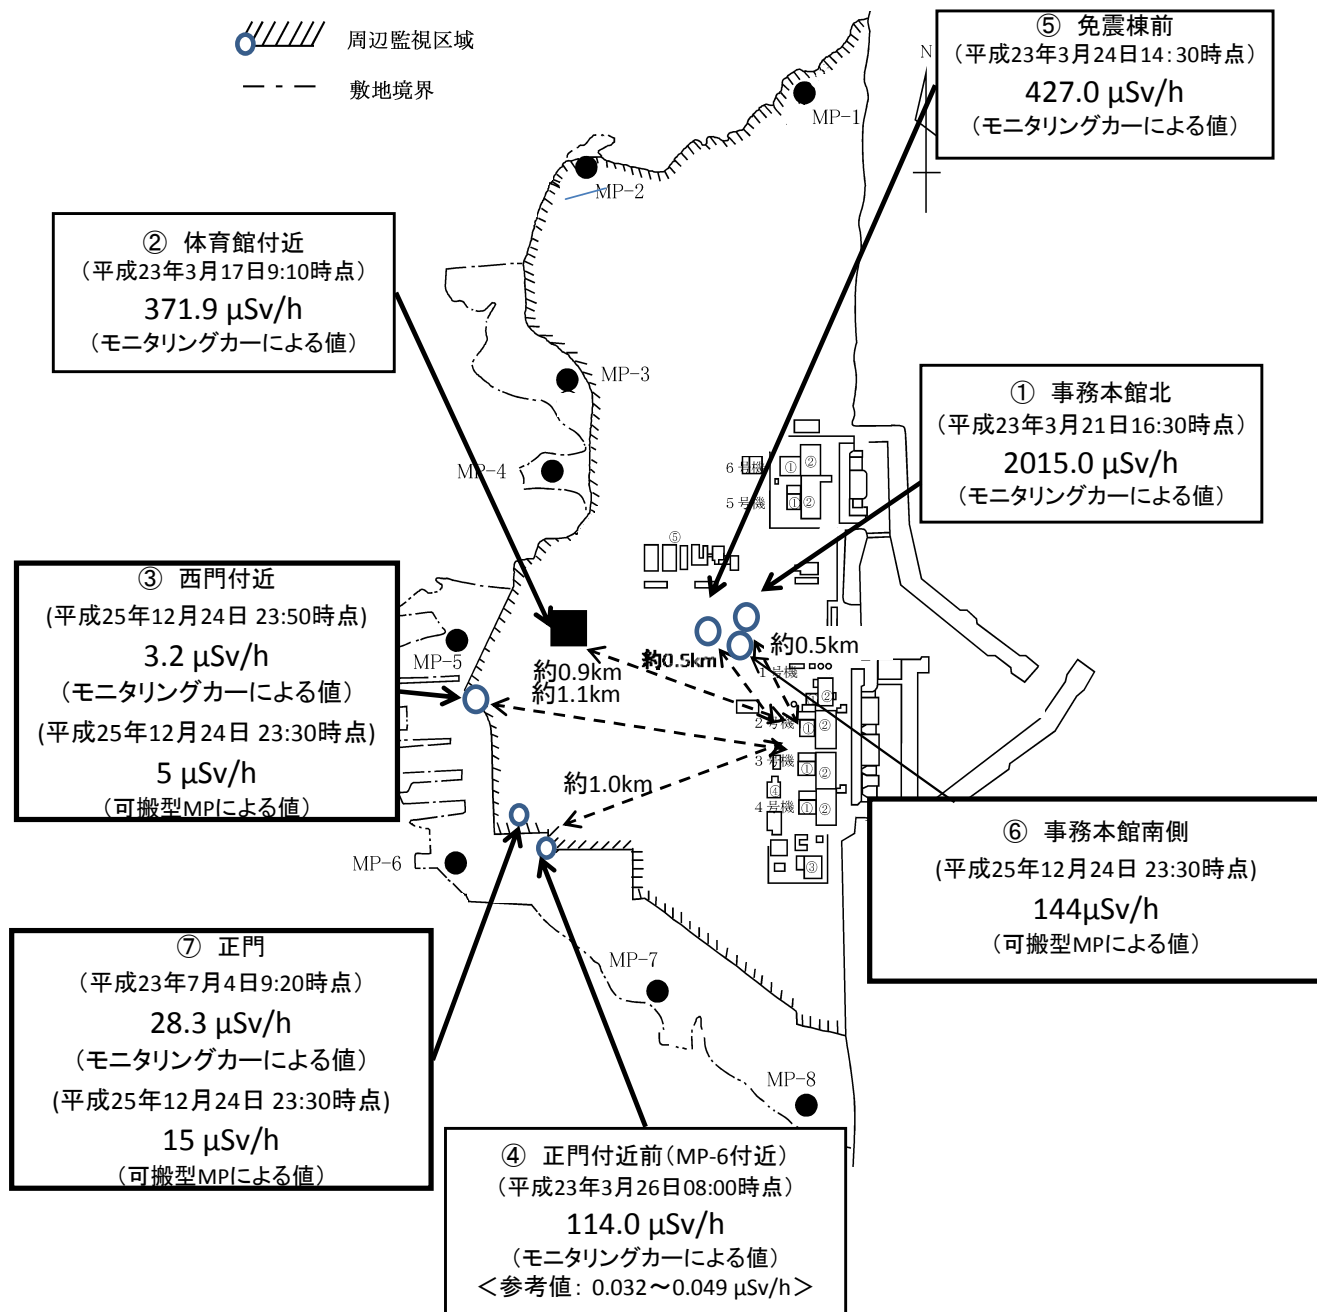 周辺監視区域
敷地境界
⑤ 免震棟前
（平成23年3月24日14:30時点）
427.0 μSv/h
（モニタリングカーによる値）
N
MP-1
MP-2
② 体育館付近
（平成23年3月17日9:10時点）
371.9 μSv/h
（モニタリングカーによる値）
MP-3
MP-4
① 事務本館北
（平成23年3月21日16:30時点）
2015.0 μSv/h
（モニタリングカーによる値）
6号機
① ②
5号機
① ②
⑤
③ 西門付近
(平成25年12月24日 23:50時点)
3.2 μSv/h
（モニタリングカーによる値）
(平成25年12月24日 23:30時点)
5 μSv/h
（可搬型MPによる値）
MP-5
約0.9km
約1.1km
約0.5km
約0.5km
1号機
②
2号機
① ②
3号機
① ②
④
4号機
① ②
③
約1.0km
MP-6
⑥ 事務本館南側
(平成25年12月24日 23:30時点)
144μSv/h
（可搬型MPによる値）
⑦ 正門
（平成23年7月4日9:20時点）
28.3 μSv/h
（モニタリングカーによる値）
(平成25年12月24日 23:30時点)
15 μSv/h
（可搬型MPによる値）
MP-7
MP-8
④ 正門付近前（MP-6付近）
（平成23年3月26日08:00時点）
114.0 μSv/h
（モニタリングカーによる値）
＜参考値： 0.032～0.049 μSv/h＞